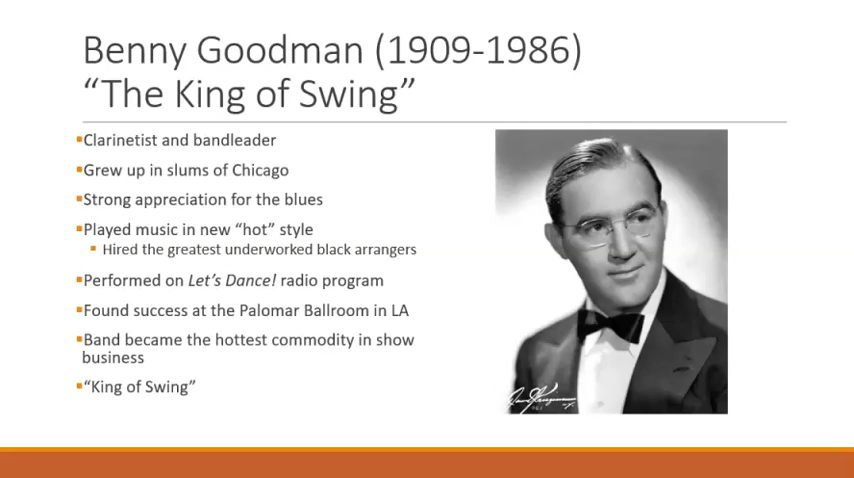 Benny Goodman (1909-1986)
“The King of Swing”
▪Clarinetist and bandleader
▪Grew up in slums of Chicago
▪Strong appreciation for the blues
▪Played music in new “hot” style
▪ Hired the greatest underworked black arrangers
▪Performed on Let’s Dance! radio program
▪Found success at the Palomar Ballroom in LA
▪Band became the hottest commodity in show
business
▪“King of Swing”